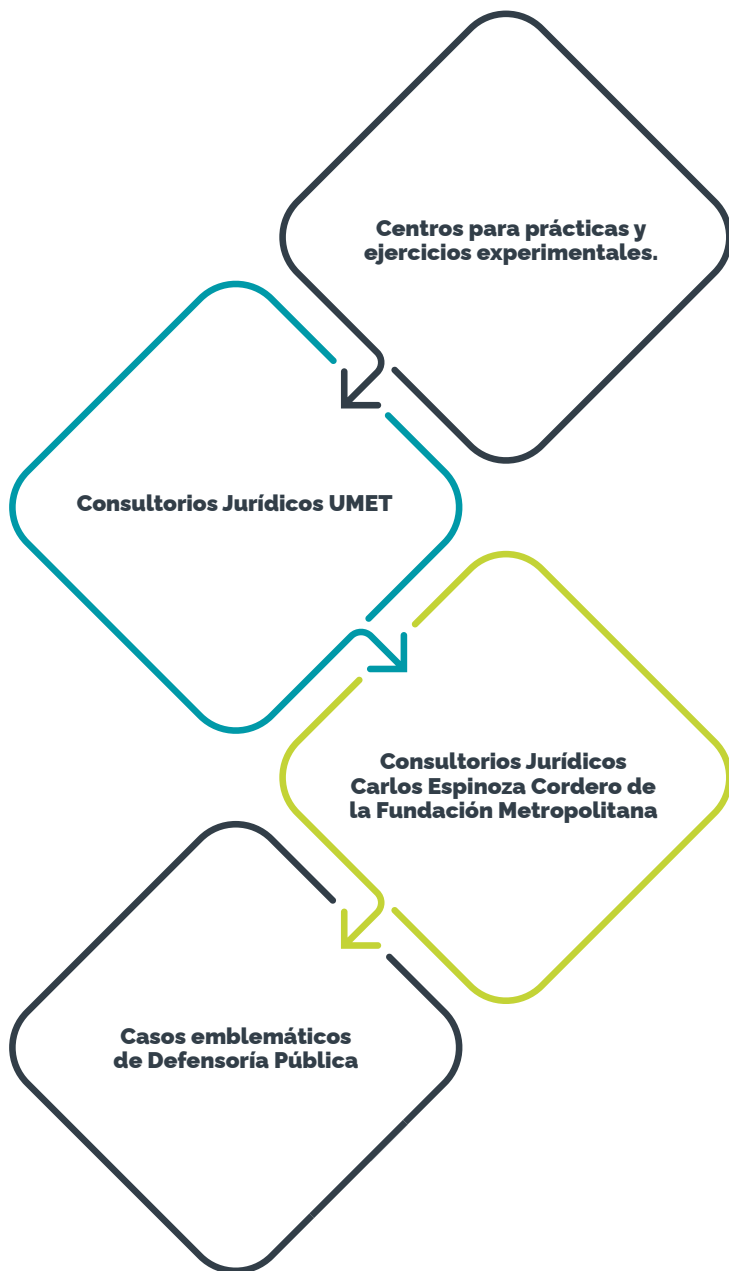 Centros para prácticas y
ejercicios experimentales.
Consultorios Jurídicos UMET
Consultorios Jurídicos
Carlos Espinoza Cordero de
la Fundación Metropolitana
Casos emblemáticos
de Defensoría Pública